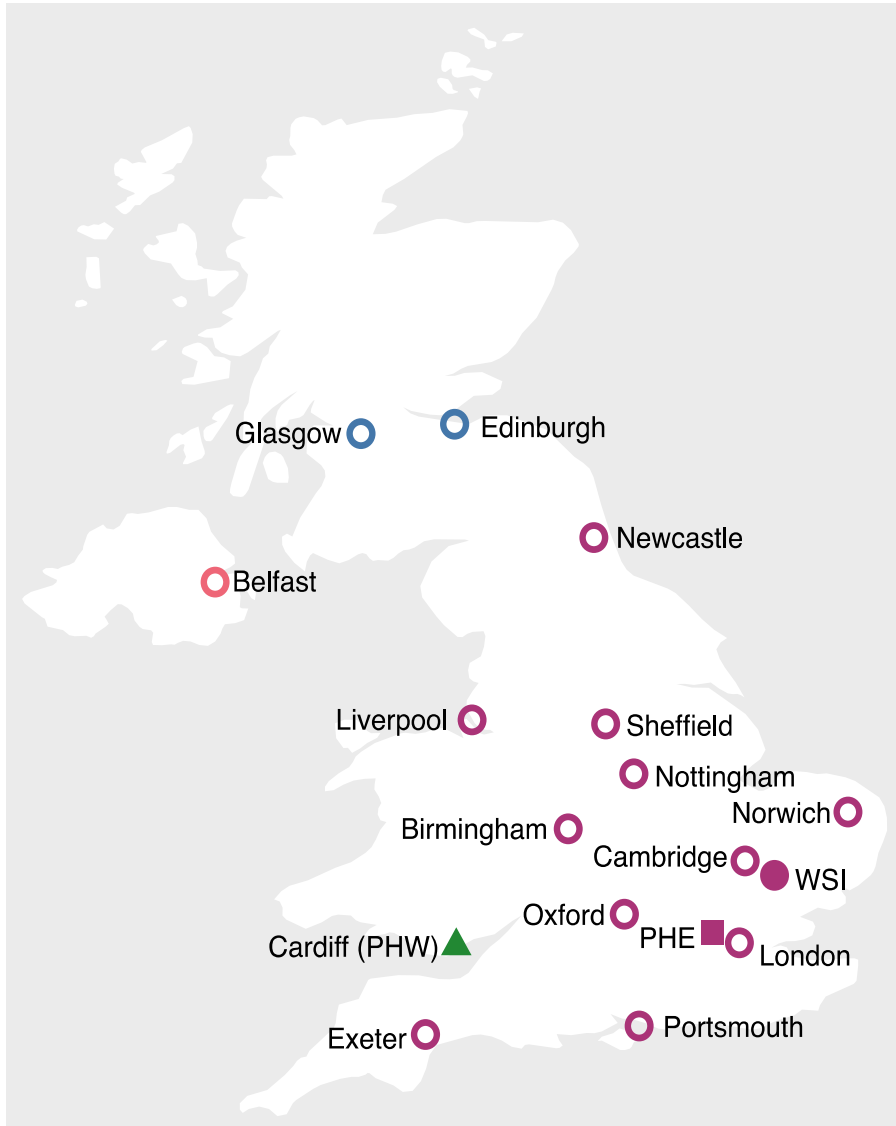 Glasgow
Edinburgh
Newcastle
Belfast
Liverpool
Sheffield
Nottingham
Norwich
Birmingham
Cambridge
WSI
Oxford
PHE
London
Cardiff (PHW)
Portsmouth
Exeter